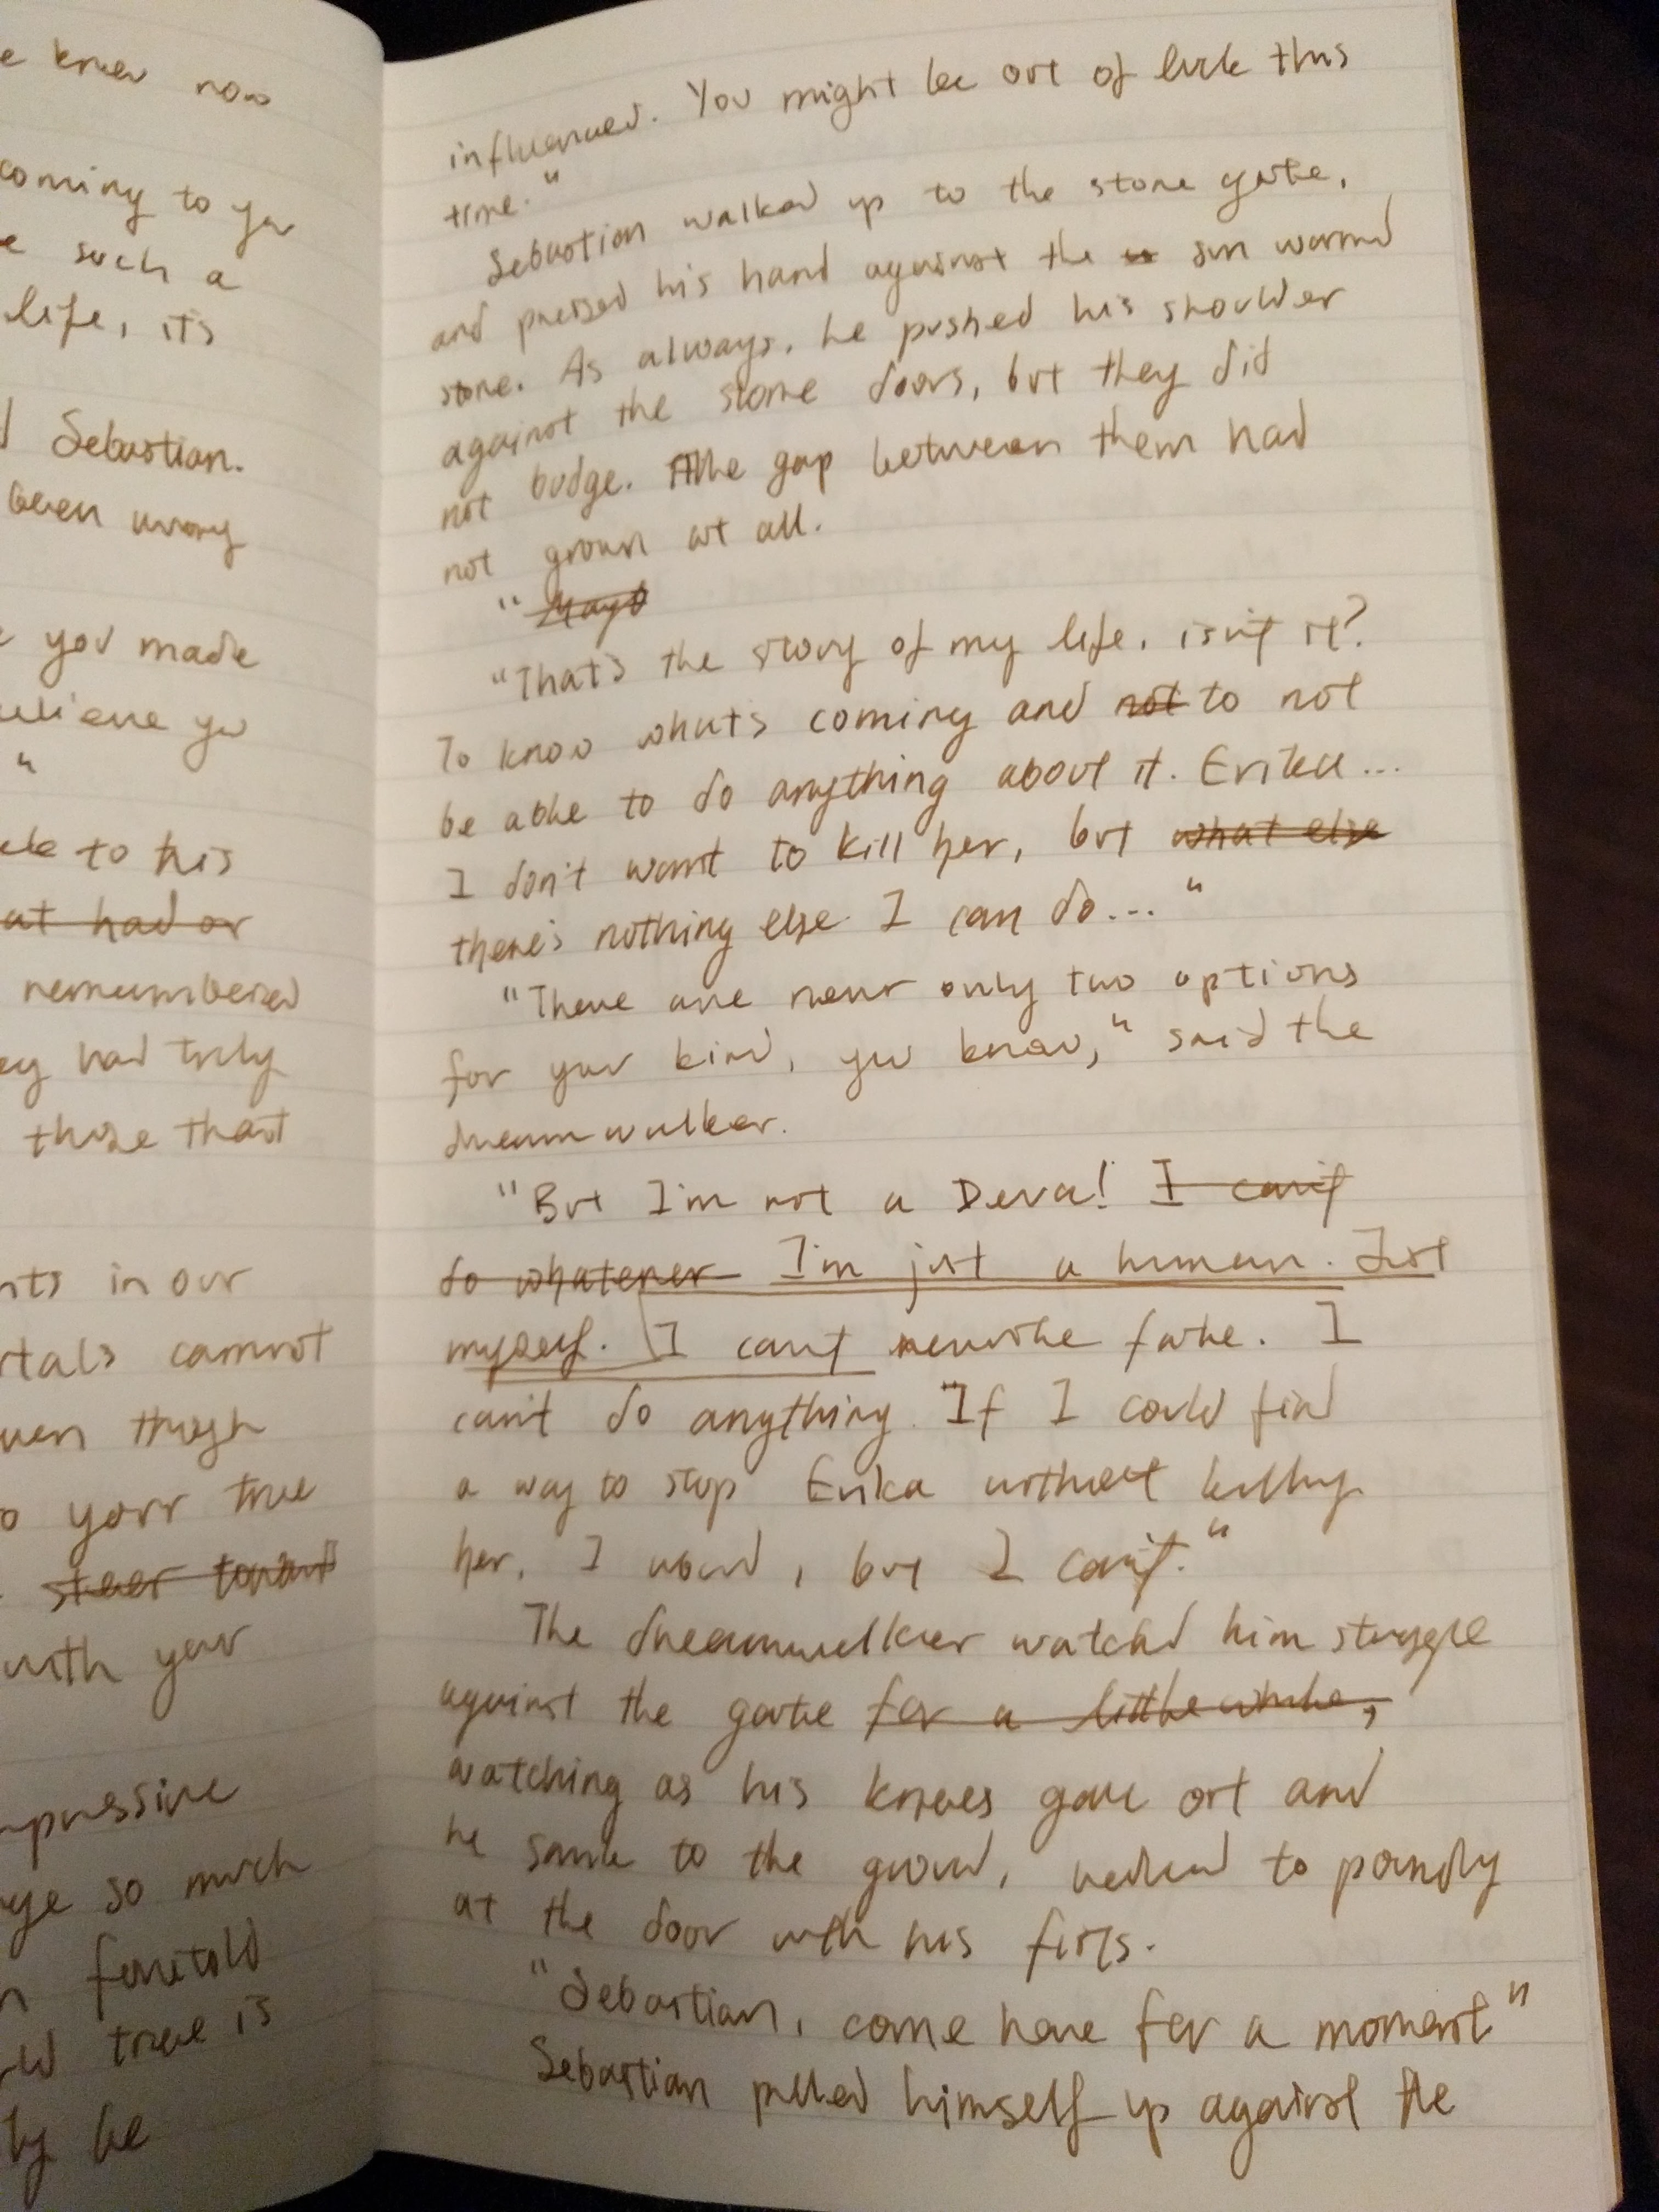 e knew now
coming to you
e such a
life, it's
d Sebastian.
been wrong
e you made
believe you
"
to his
at had or
remembered
ey had truly
those that
nts in our
rtals cannot
ven though
o your true
steer toward
with your
mpressive
so much
n foretold
ld true is
ly be
influenced. You might be out of luck this
time."
Sebastian walked up to the stone gate,
and pressed his hand against the sun warmed
stone. As always, he pushed his shoulder
against the stone doors, but they did
not budge. The gap between them had
not grown at all.
"Mayb
"That's the story of my life, isn't it?
To know what's coming and not to not
be able to do anything about it. Erika...
I don't want to kill her, but what else
there's nothing else I can do..."
"There are never only two options
for your kind, you know," said the
dreamwalker.
"But I'm not a Deva! I can't
do whatever I'm just a human. Just
myself. I can't rewrite fate. I
can't do anything. If I could find
a way to stop Erika without killing
her, I would, but I can't."
The dreamwalker watched him struggle
against the gate for a little while,
watching as his knees gave out and
he sank to the ground, reduced to pounding
at the door with his fists.
"Sebastian, come here for a moment."
Sebastian pulled himself up against the